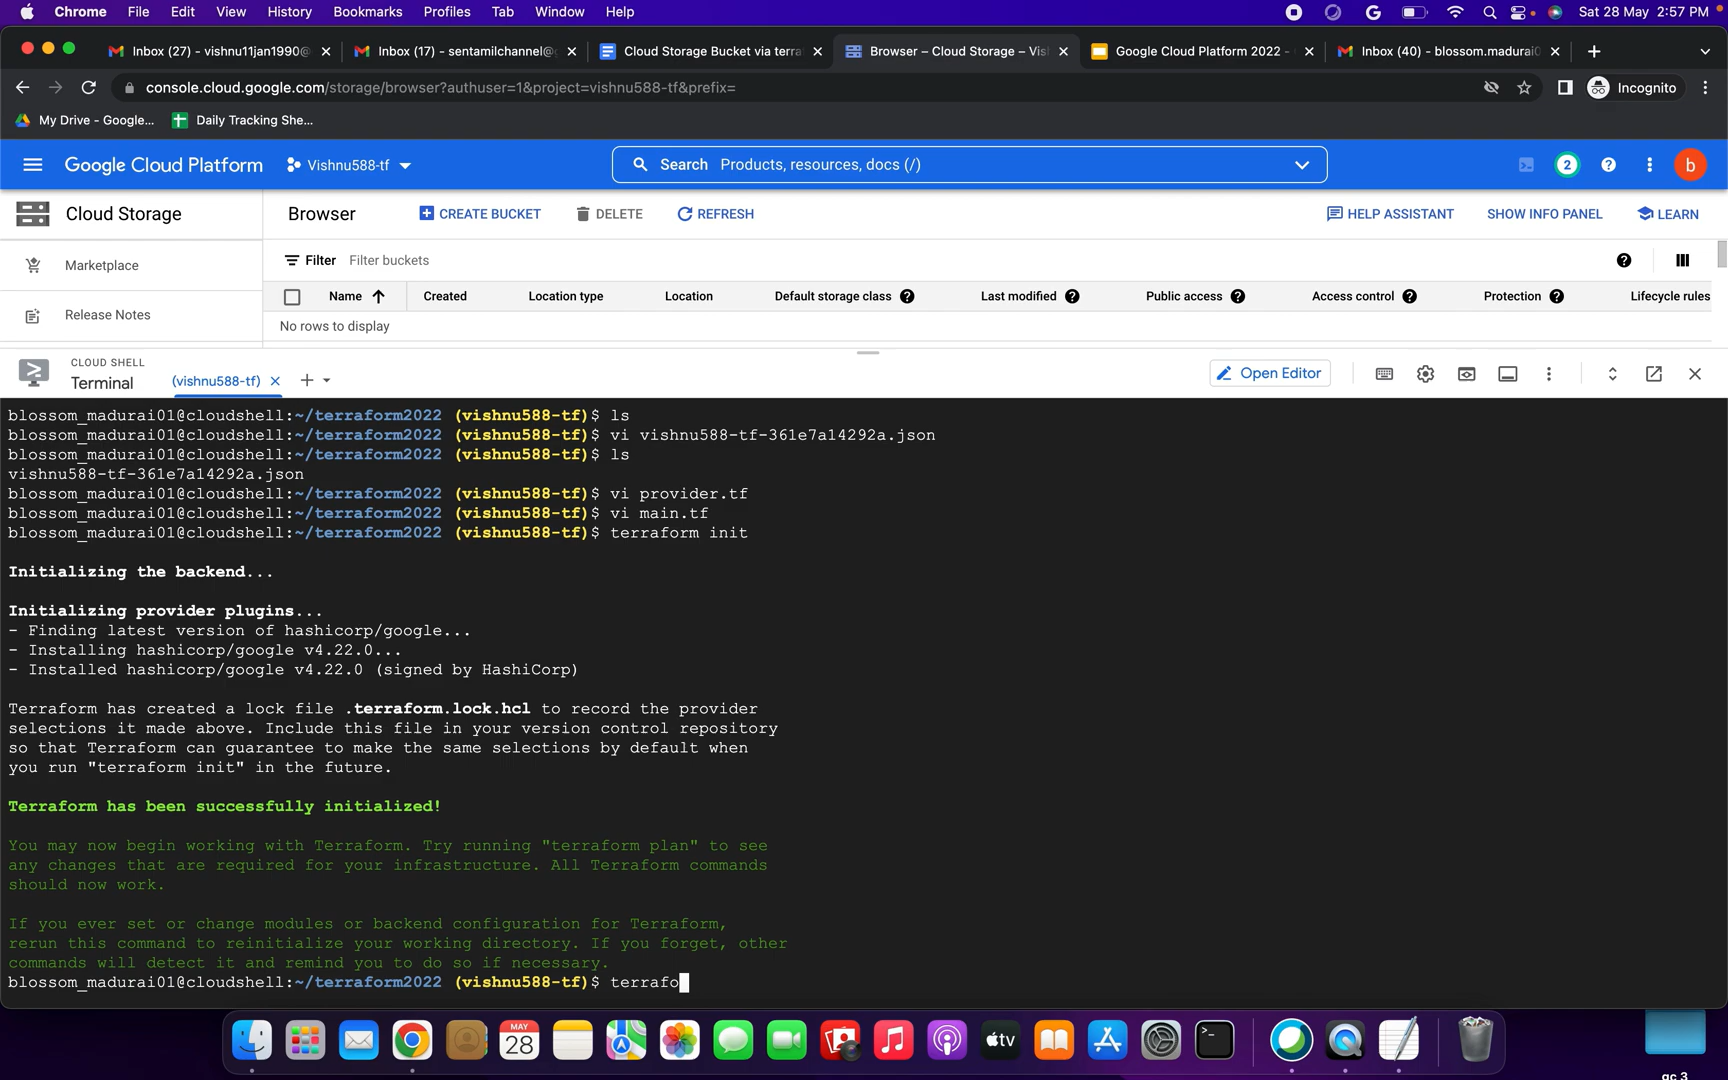 Chrome File Edit View History Bookmarks Profiles Tab Window Help Sat 28 May 2:57 PM
Inbox (27) - vishnu11jan1990@ Inbox (17) - sentamilchannel@g Cloud Storage Bucket via terra Browser – Cloud Storage – Vis Google Cloud Platform 2022 - Inbox (40) - blossom.madurai0
console.cloud.google.com/storage/browser?authuser=1&project=vishnu588-tf&prefix= Incognito
My Drive - Google... Daily Tracking She...
Google Cloud Platform Vishnu588-tf Search Products, resources, docs (/) 2 b
Cloud Storage Browser CREATE BUCKET DELETE REFRESH HELP ASSISTANT SHOW INFO PANEL LEARN
Marketplace Filter Filter buckets
Name Created Location type Location Default storage class Last modified Public access Access control Protection Lifecycle rules
Release Notes No rows to display
CLOUD SHELL
Terminal (vishnu588-tf) Open Editor
blossom_madurai01@cloudshell:~/terraform2022 (vishnu588-tf)$ ls
blossom_madurai01@cloudshell:~/terraform2022 (vishnu588-tf)$ vi vishnu588-tf-361e7a14292a.json
blossom_madurai01@cloudshell:~/terraform2022 (vishnu588-tf)$ ls
vishnu588-tf-361e7a14292a.json
blossom_madurai01@cloudshell:~/terraform2022 (vishnu588-tf)$ vi provider.tf
blossom_madurai01@cloudshell:~/terraform2022 (vishnu588-tf)$ vi main.tf
blossom_madurai01@cloudshell:~/terraform2022 (vishnu588-tf)$ terraform init
Initializing the backend...
Initializing provider plugins...
- Finding latest version of hashicorp/google...
- Installing hashicorp/google v4.22.0...
- Installed hashicorp/google v4.22.0 (signed by HashiCorp)
Terraform has created a lock file .terraform.lock.hcl to record the provider
selections it made above. Include this file in your version control repository
so that Terraform can guarantee to make the same selections by default when
you run "terraform init" in the future.
Terraform has been successfully initialized!
You may now begin working with Terraform. Try running "terraform plan" to see
any changes that are required for your infrastructure. All Terraform commands
should now work.
If you ever set or change modules or backend configuration for Terraform,
rerun this command to reinitialize your working directory. If you forget, other
commands will detect it and remind you to do so if necessary.
blossom_madurai01@cloudshell:~/terraform2022 (vishnu588-tf)$ terrafo
MAY
28
tv
gc 3